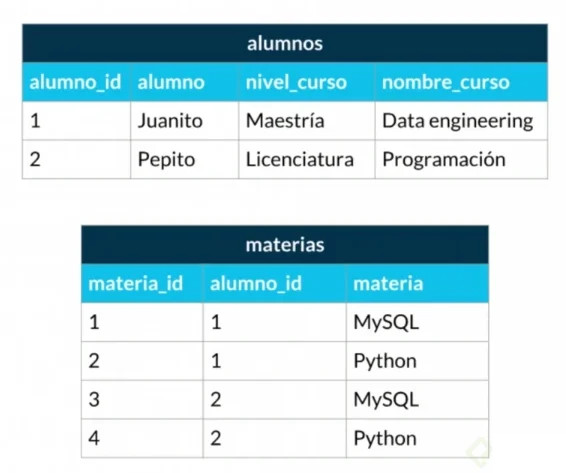 alumnos
alumno_id alumno nivel_curso nombre_curso
1 Juanito Maestría Data engineering
2 Pepito Licenciatura Programación
materias
materia_id alumno_id materia
1 1 MySQL
2 1 Python
3 2 MySQL
4 2 Python